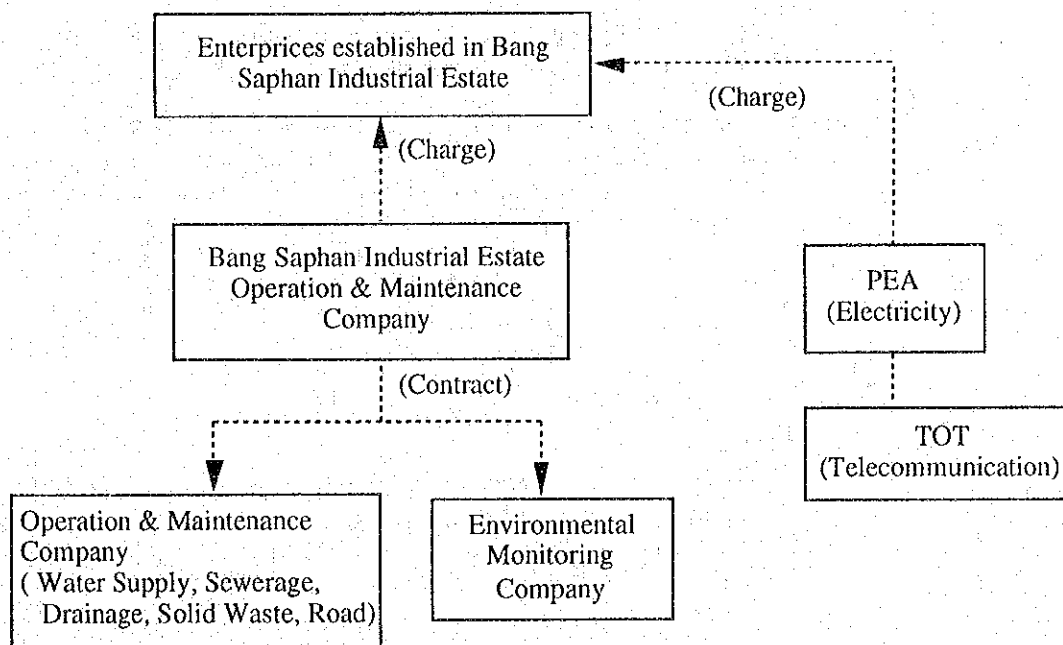 Enterprices established in Bang
Saphan Industrial Estate
(Charge)
(Charge)
Bang Saphan Industrial Estate
Operation & Maintenance
Company
PEA
(Electricity)
(Contract)
TOT
(Telecommunication)
Operation & Maintenance
Company
( Water Supply, Sewerage,
Drainage, Solid Waste, Road)
Environmental
Monitoring
Company